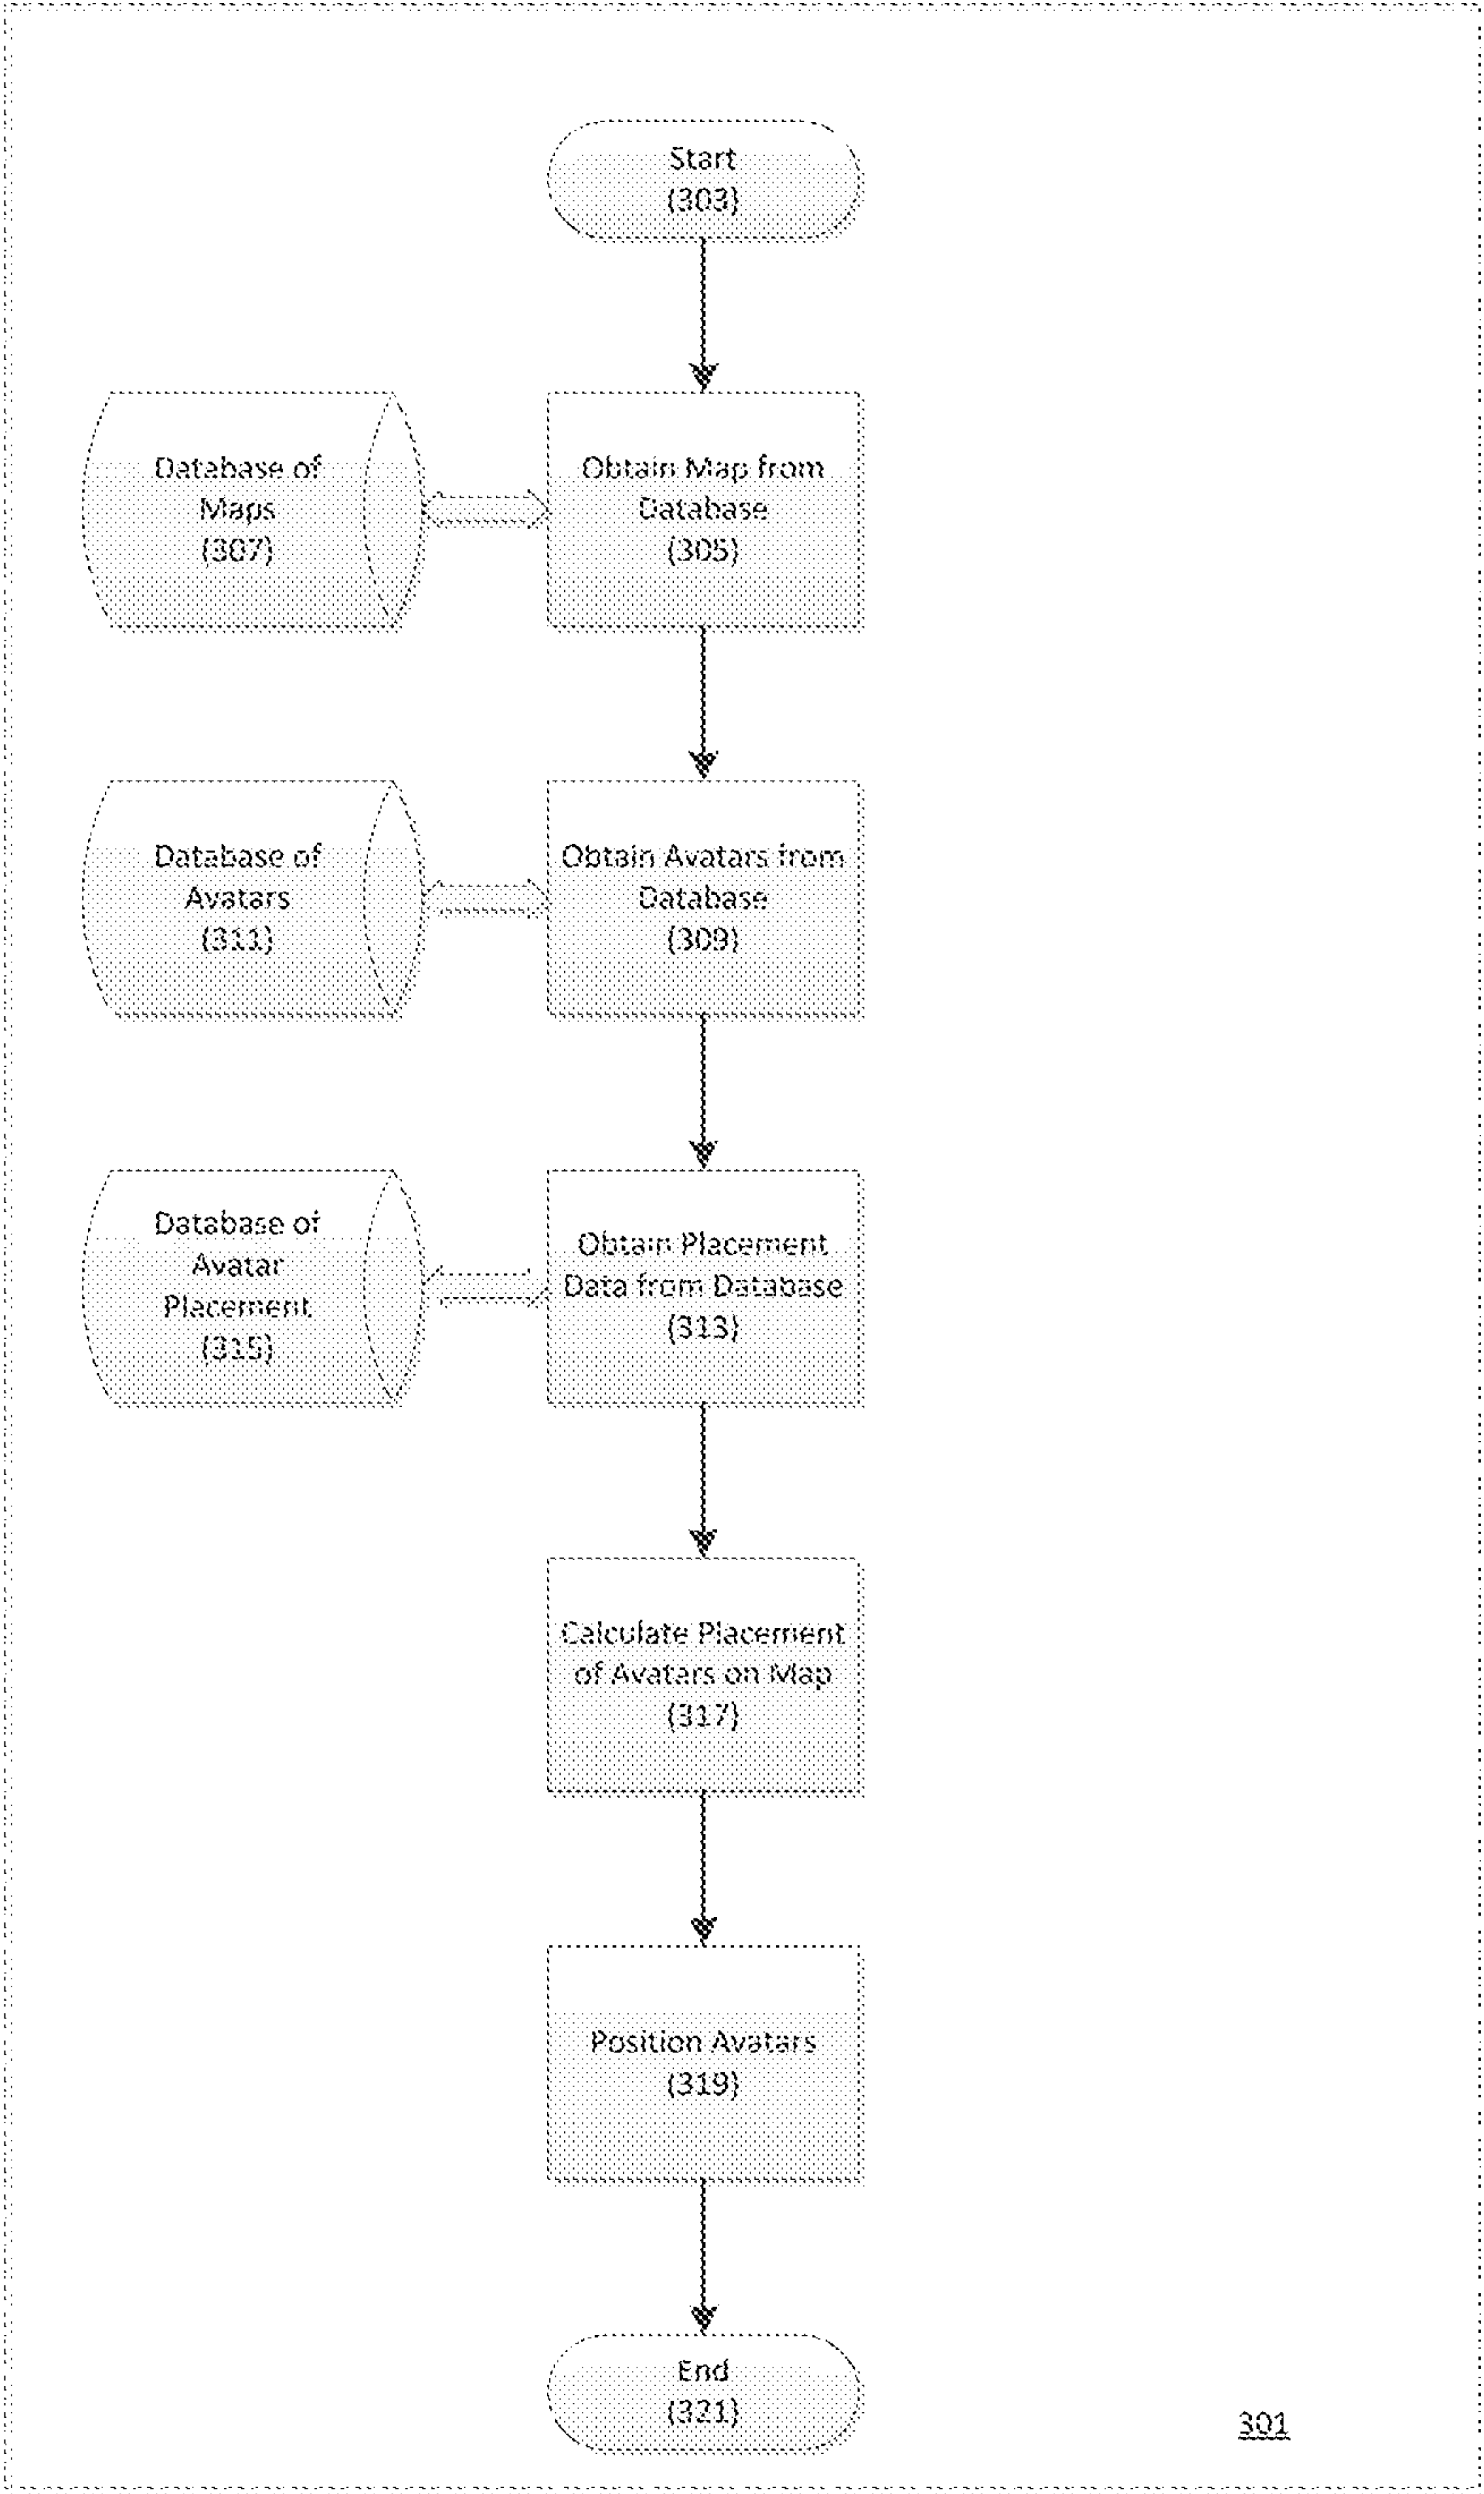 Start
(303)
Database of
Maps
(307)
Obtain Map from
Database
(305)
Database of
Avatars
(311)
Obtain Avatars from
Database
(309)
Database of
Avatar
Placement
(315)
Obtain Placement
Data from Database
(313)
Calculate Placement
of Avatars on Map
(317)
Position Avatars
(319)
End
(321)
301